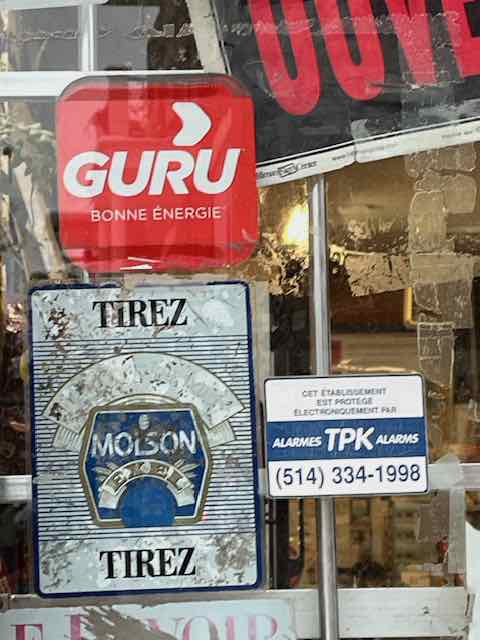 OUVE
GURU
BONNE ÉNERGIE
TIREZ
MOLSON
EXEL
TIREZ
CET ÉTABLISSEMENT
EST PROTÉGÉ
ÉLECTRONIQUEMENT PAR
ALARMES TPK ALARMS
(514) 334-1998